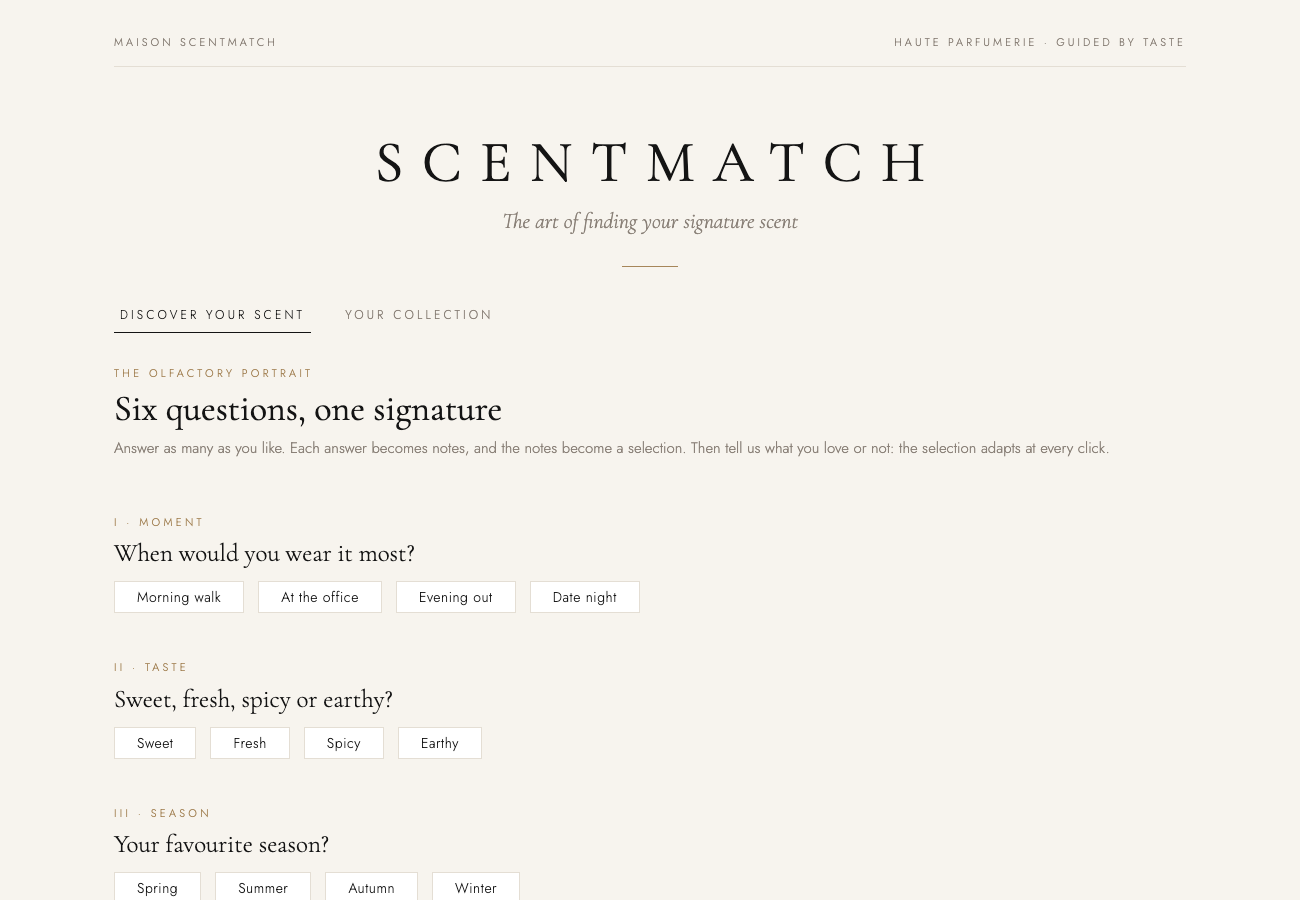 MAISON SCENTMATCH
HAUTE PARFUMERIE · GUIDED BY TASTE
SCENTMATCH
The art of finding your signature scent
DISCOVER YOUR SCENT
YOUR COLLECTION
THE OLFACTORY PORTRAIT
Six questions, one signature
Answer as many as you like. Each answer becomes notes, and the notes become a selection. Then tell us what you love or not: the selection adapts at every click.
I · MOMENT
When would you wear it most?
Morning walk
At the office
Evening out
Date night
II · TASTE
Sweet, fresh, spicy or earthy?
Sweet
Fresh
Spicy
Earthy
III · SEASON
Your favourite season?
Spring
Summer
Autumn
Winter